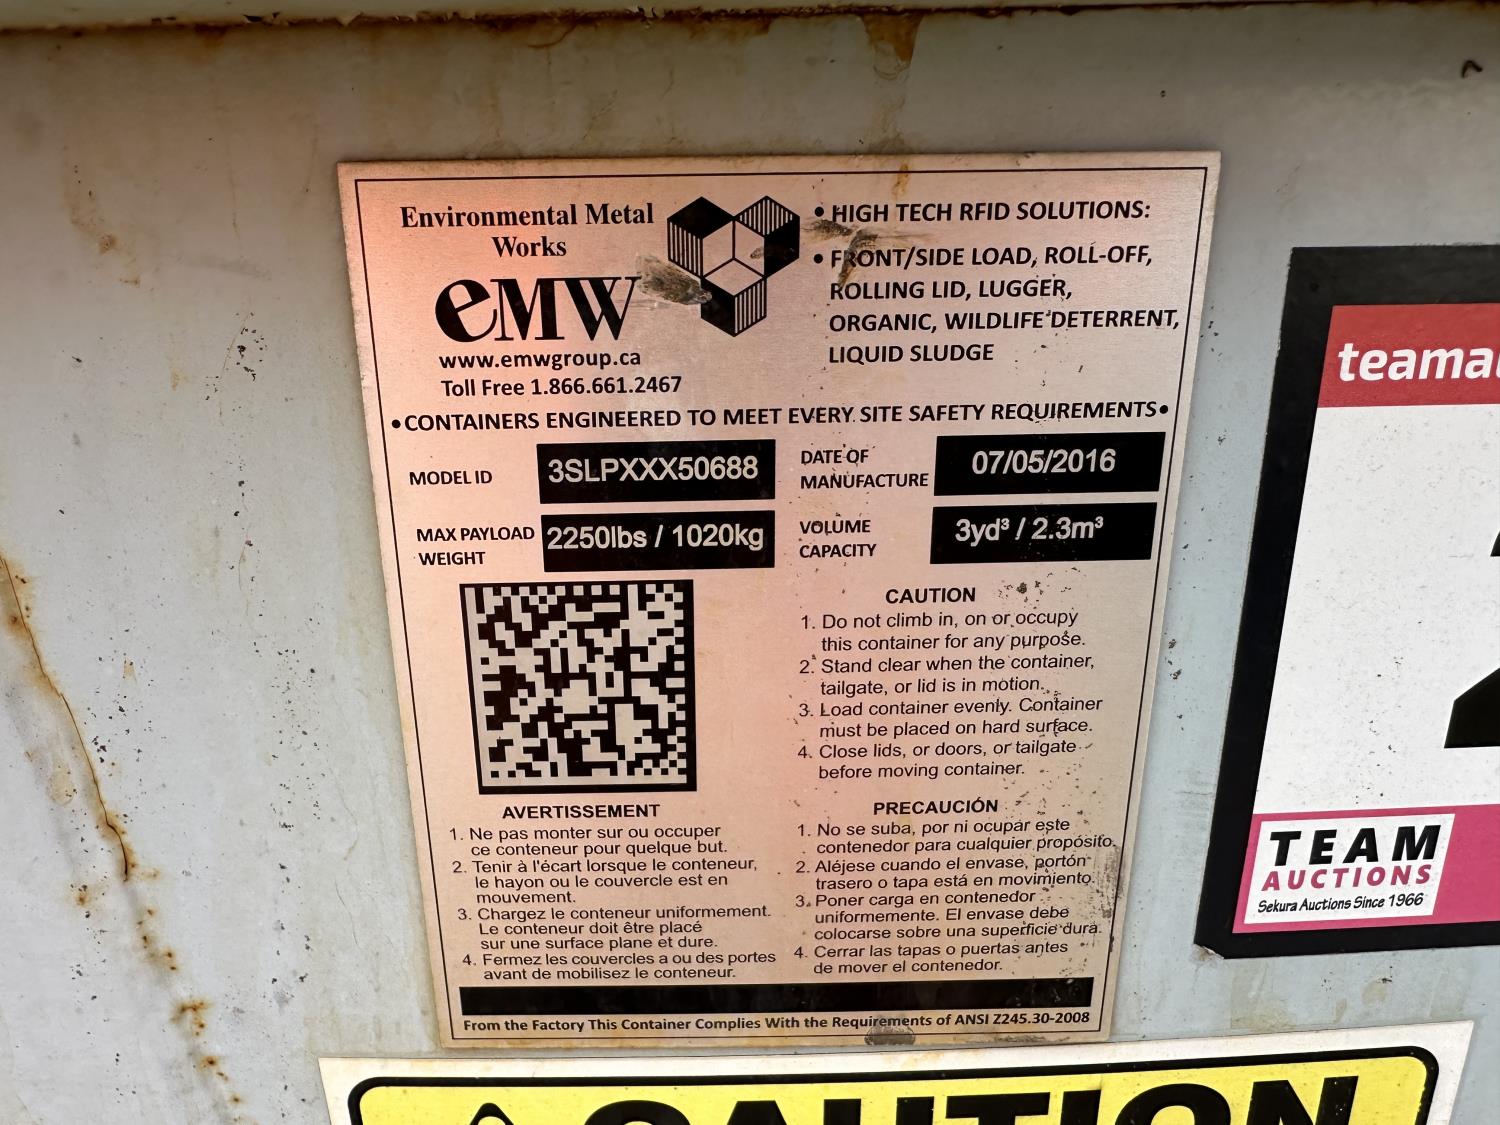 Environmental Metal
Works
eMW
www.emwgroup.ca
Toll Free 1.866.661.2467
• HIGH TECH RFID SOLUTIONS:
• FRONT/SIDE LOAD, ROLL-OFF,
ROLLING LID, LUGGER,
ORGANIC, WILDLIFE DETERRENT,
LIQUID SLUDGE
• CONTAINERS ENGINEERED TO MEET EVERY SITE SAFETY REQUIREMENTS •
MODEL ID 3SLPXXX50688
DATE OF
MANUFACTURE 07/05/2016
MAX PAYLOAD
WEIGHT 2250lbs / 1020kg
VOLUME
CAPACITY 3yd³ / 2.3m³
CAUTION
1. Do not climb in, on or occupy
this container for any purpose.
2. Stand clear when the container,
tailgate, or lid is in motion.
3. Load container evenly. Container
must be placed on hard surface.
4. Close lids, or doors, or tailgate
before moving container.
AVERTISSEMENT
1. Ne pas monter sur ou occuper
ce conteneur pour quelque but.
2. Tenir à l'écart lorsque le conteneur,
le hayon ou le couvercle est en
mouvement.
3. Chargez le conteneur uniformement.
Le conteneur doit être placé
sur une surface plane et dure.
4. Fermez les couvercles a ou des portes
avant de mobilisez le conteneur.
PRECAUCIÓN
1. No se suba, por ni ocupar este
contenedor para cualquier propósito.
2. Aléjese cuando el envase, portón
trasero o tapa está en movimiento.
3. Poner carga en contenedor
uniformemente. El envase debe
colocarse sobre una superficie dura.
4. Cerrar las tapas o puertas antes
de mover el contenedor.
From the Factory This Container Complies With the Requirements of ANSI Z245.30-2008
teamau
TEAM
AUCTIONS
Sekura Auctions Since 1966
CAUTION